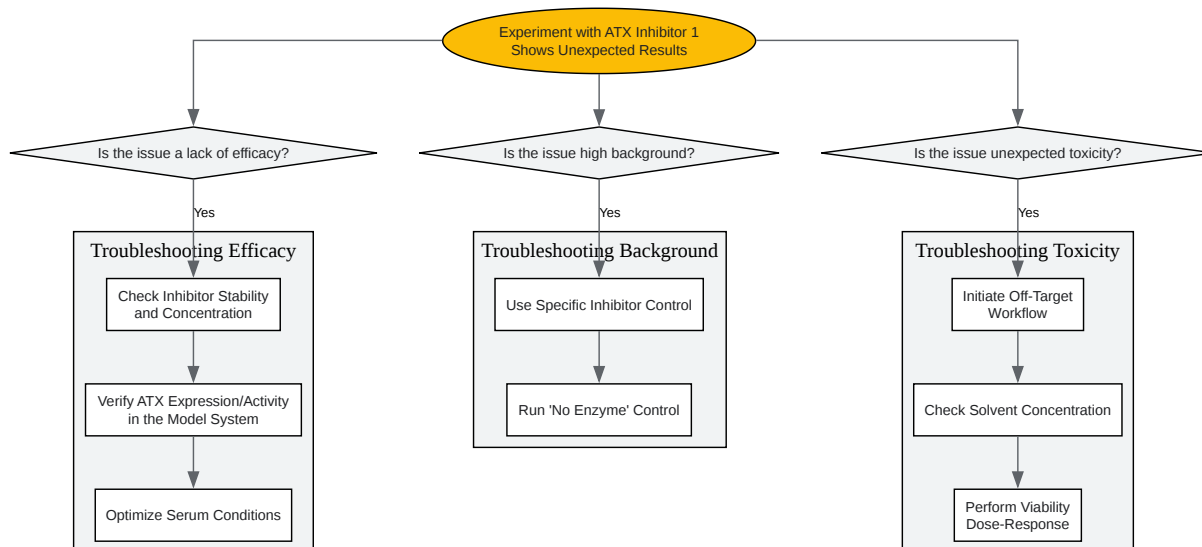 Experiment with ATX Inhibitor 1
Shows Unexpected Results
Is the issue a lack of efficacy?
Is the issue high background?
Is the issue unexpected toxicity?
Yes
Yes
Yes
Troubleshooting Efficacy
Check Inhibitor Stability
and Concentration
Verify ATX Expression/Activity
in the Model System
Optimize Serum Conditions
Troubleshooting Background
Use Specific Inhibitor Control
Run 'No Enzyme' Control
Troubleshooting Toxicity
Initiate Off-Target
Workflow
Check Solvent Concentration
Perform Viability
Dose-Response